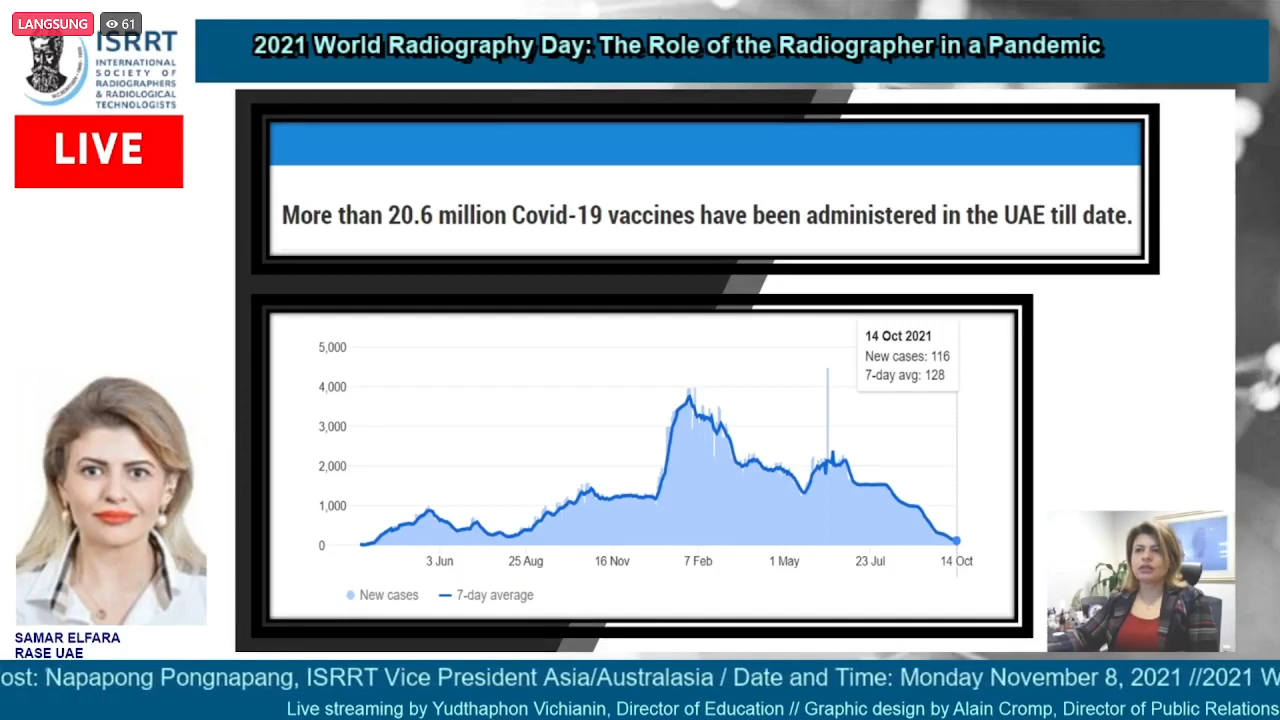 LANGSUNG
61
ISRRT
INTERNATIONAL
SOCIETY OF
RADIOGRAPHERS
& RADIOLOGICAL
TECHNOLOGISTS
2021 World Radiography Day: The Role of the Radiographer in a Pandemic
LIVE
More than 20.6 million Covid-19 vaccines have been administered in the UAE till date.
14 Oct 2021
New cases: 116
7-day avg: 128
5,000
4,000
3,000
2,000
1,000
0
3 Jun
25 Aug
16 Nov
7 Feb
1 May
23 Jul
14 Oct
New cases
7-day average
SAMAR ELFARA
RASE UAE
ost: Napapong Pongnapang, ISRRT Vice President Asia/Australasia / Date and Time: Monday November 8, 2021 //2021 W
Live streaming by Yudthaphon Vichianin, Director of Education // Graphic design by Alain Cromp, Director of Public Relations